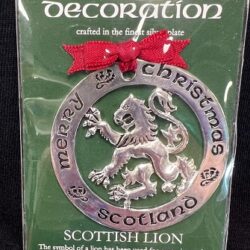 decoration
crafted in the finest silver plate
merry christmas
scotland
SCOTTISH LION
The symbol of a lion has been used